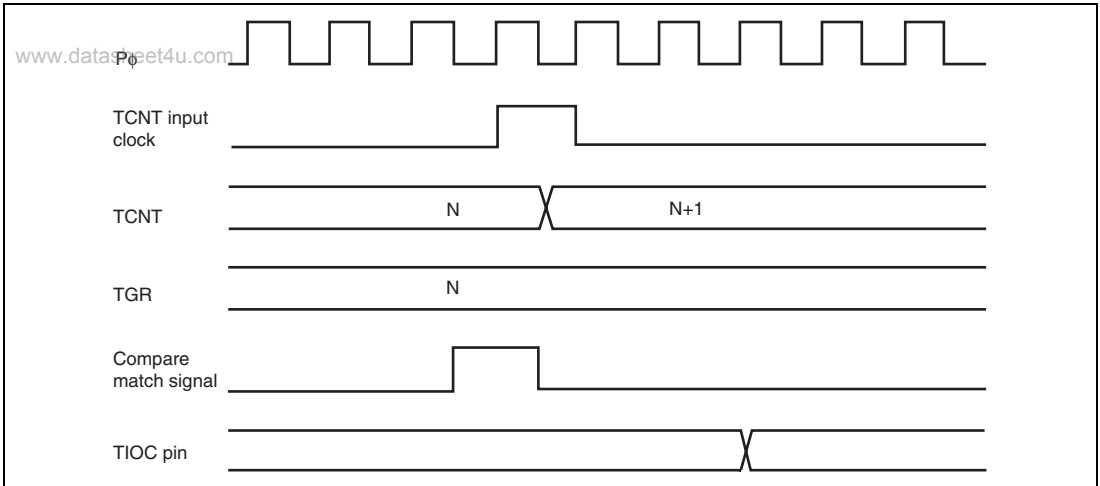 www.datasheet4u.com
Pϕ
TCNT input
clock
TCNT
N
N+1
TGR
N
Compare
match signal
TIOC pin